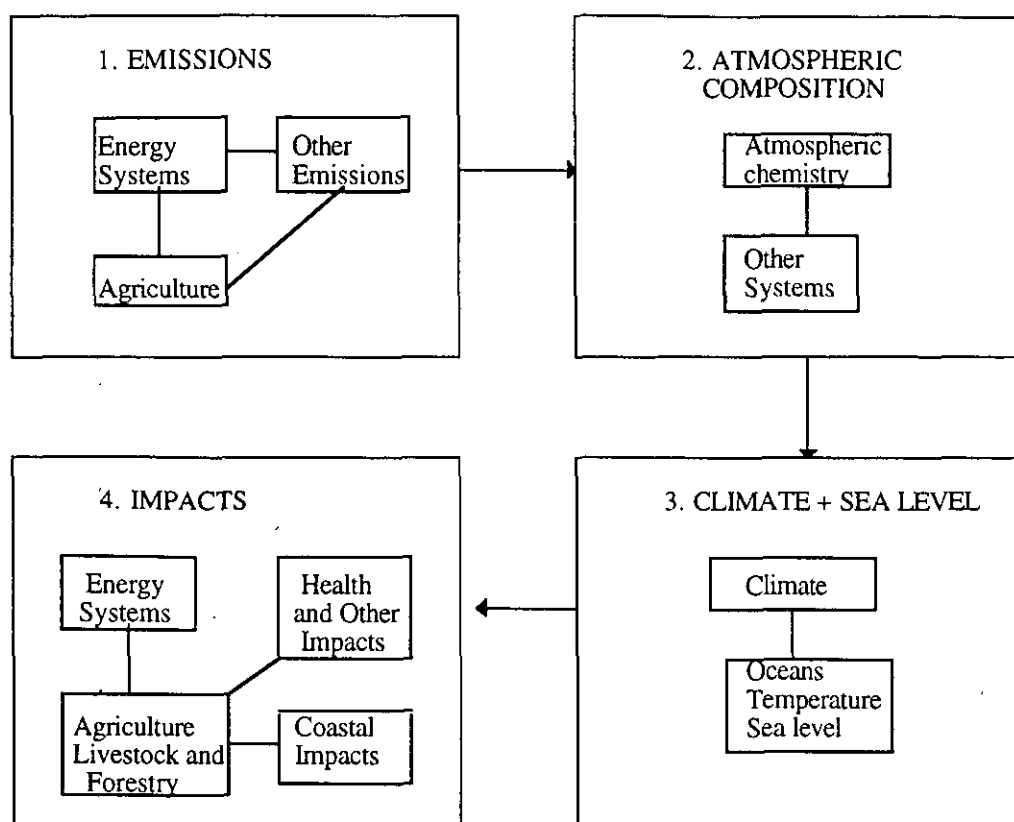 1. EMISSIONS
Energy
Systems
Other
Emissions
Agriculture
2. ATMOSPHERIC
COMPOSITION
Atmospheric
chemistry
Other
Systems
4. IMPACTS
Energy
Systems
Health
and Other
Impacts
Agriculture
Livestock and
Forestry
Coastal
Impacts
3. CLIMATE + SEA LEVEL
Climate
Oceans
Temperature
Sea level